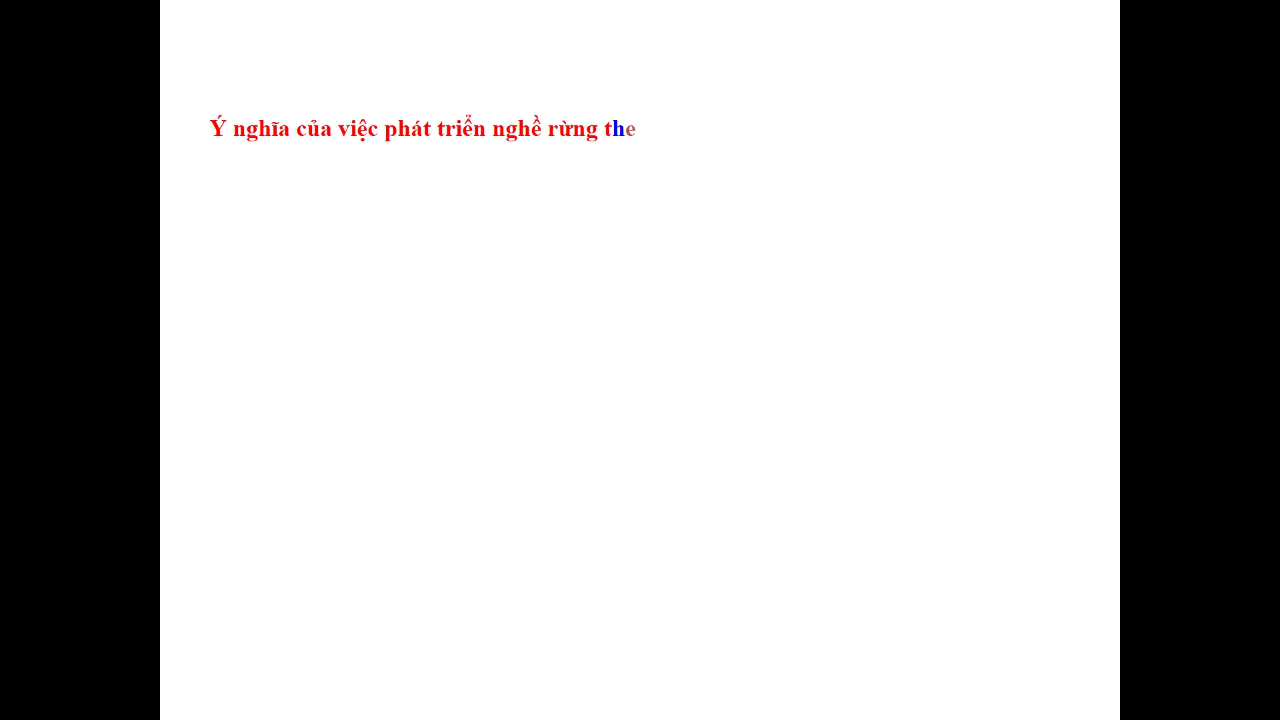 Ý nghĩa của việc phát triển nghề rừng the